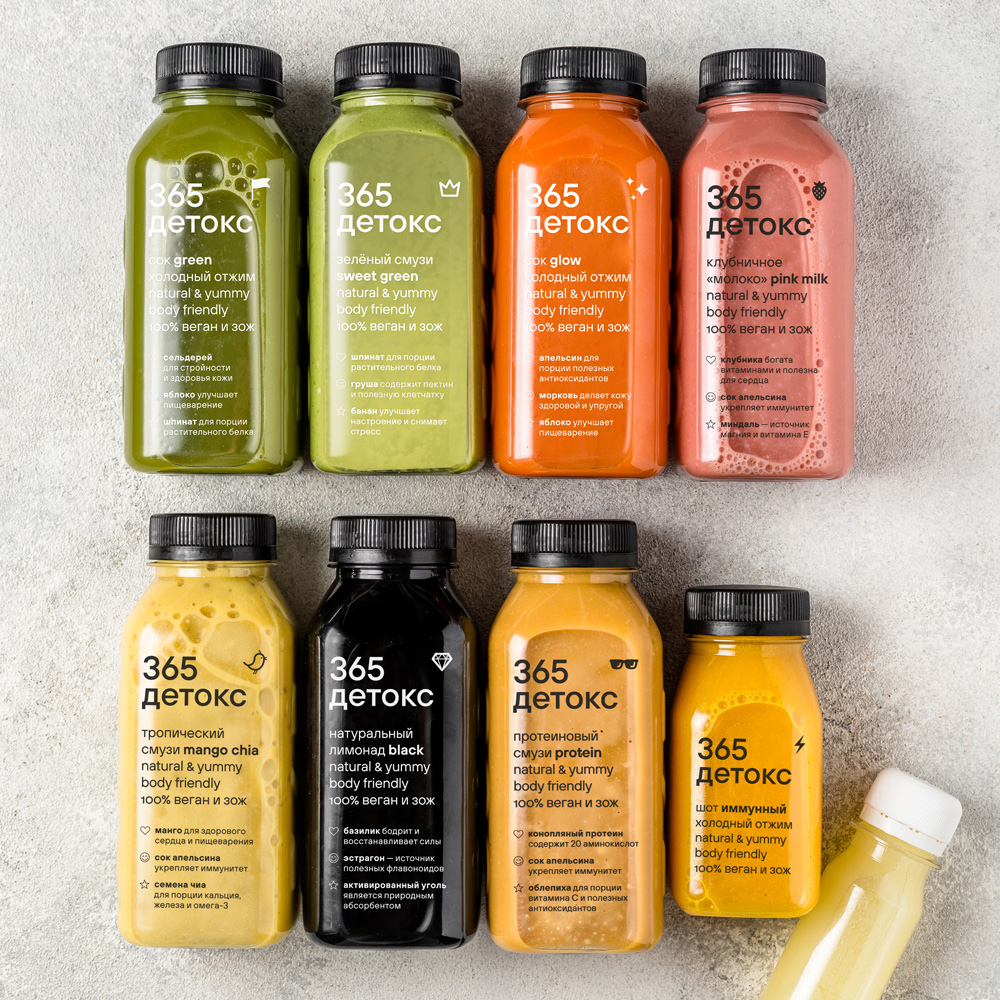 365
детокс
сок green
холодный отжим
natural & yummy
body friendly
100% веган и зож
сельдерей
для стройности
и здоровья кожи
яблоко улучшает
пищеварение
шпинат для порции
растительного белка
365
детокс
зелёный смузи
sweet green
natural & yummy
body friendly
100% веган и зож
шпинат для порции
растительного белка
груша содержит пектин
и полезную клетчатку
банан улучшает
настроение и снимает
стресс
365
детокс
сок glow
холодный отжим
natural & yummy
body friendly
100% веган и зож
апельсин для
порции полезных
антиоксидантов
морковь делает кожу
здоровой и упругой
яблоко улучшает
пищеварение
365
детокс
клубничное
«молоко» pink milk
natural & yummy
body friendly
100% веган и зож
клубника богата
витаминами и полезна
для сердца
сок апельсина
укрепляет иммунитет
миндаль – источник
магния и витамина Е
365
детокс
тропический
смузи mango chia
natural & yummy
body friendly
100% веган и зож
манго для здорового
сердца и пищеварения
сок апельсина
укрепляет иммунитет
семена чиа
для порции кальция,
железа и омега-3
365
детокс
натуральный
лимонад black
natural & yummy
body friendly
100% веган и зож
базилик бодрит и
восстанавливает силы
эстрагон – источник
полезных флавоноидов
активированный уголь
является природным
абсорбентом
365
детокс
протеиновый
смузи protein
natural & yummy
body friendly
100% веган и зож
конопляный протеин
содержит 20 аминокислот
сок апельсина
укрепляет иммунитет
облепиха для порции
витамина С и полезных
антиоксидантов
365
детокс
шот иммунный
холодный отжим
natural & yummy
body friendly
100% веган и зож